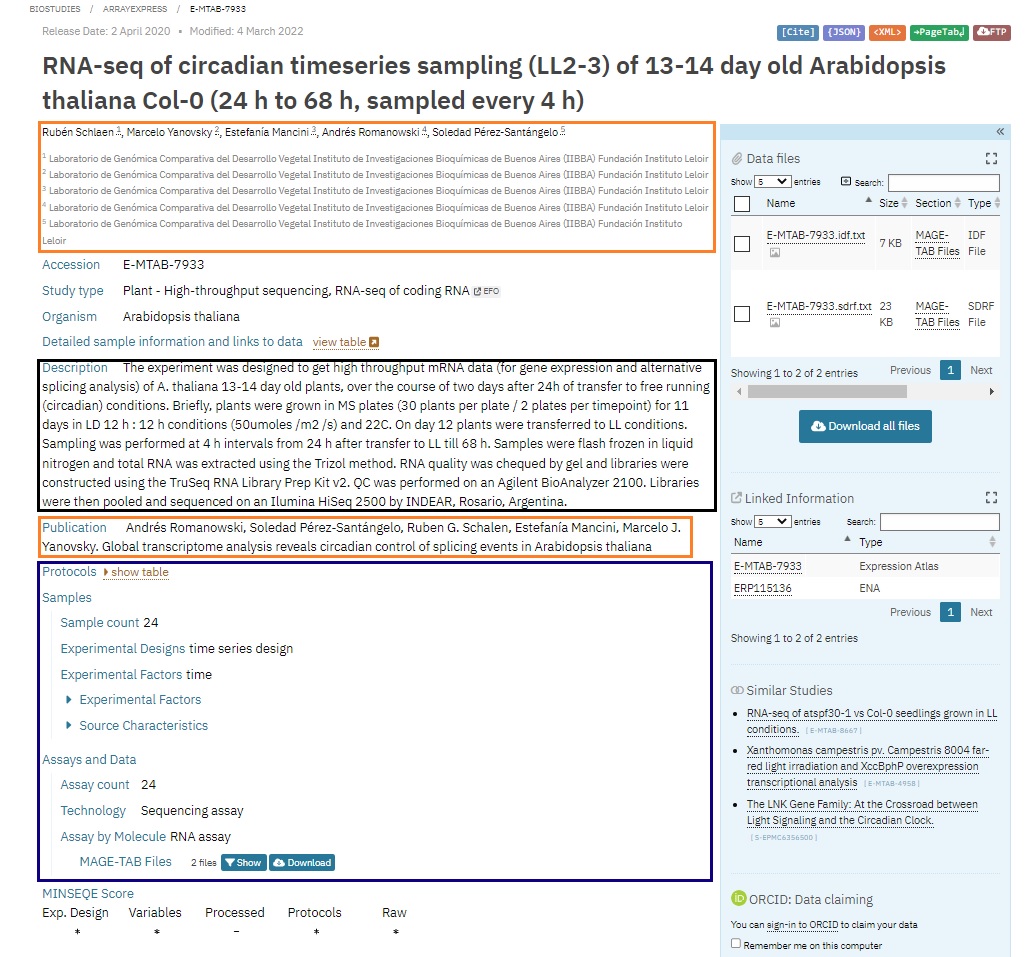 BIOSTUDIES / ARRAYEXPRESS / E-MTAB-7933
Release Date: 2 April 2020 • Modified: 4 March 2022
[Cite] {JSON} <XML> →PageTab↲ FTP
RNA-seq of circadian timeseries sampling (LL2-3) of 13-14 day old Arabidopsis
thaliana Col-0 (24 h to 68 h, sampled every 4 h)
Rubén Schlaen 1, Marcelo Yanovsky 2, Estefanía Mancini 3, Andrés Romanowski 4, Soledad Pérez-Santángelo 5
1 Laboratorio de Genómica Comparativa del Desarrollo Vegetal Instituto de Investigaciones Bioquímicas de Buenos Aires (IIBBA) Fundación Instituto Leloir
2 Laboratorio de Genómica Comparativa del Desarrollo Vegetal Instituto de Investigaciones Bioquímicas de Buenos Aires (IIBBA) Fundación Instituto Leloir
3 Laboratorio de Genómica Comparativa del Desarrollo Vegetal Instituto de Investigaciones Bioquímicas de Buenos Aires (IIBBA) Fundación Instituto Leloir
4 Laboratorio de Genómica Comparativa del Desarrollo Vegetal Instituto de Investigaciones Bioquímicas de Buenos Aires (IIBBA) Fundación Instituto Leloir
5 Laboratorio de Genómica Comparativa del Desarrollo Vegetal Instituto de Investigaciones Bioquímicas de Buenos Aires (IIBBA) Fundación Instituto
Leloir
Accession E-MTAB-7933
Study type Plant - High-throughput sequencing, RNA-seq of coding RNA EFO
Organism Arabidopsis thaliana
Detailed sample information and links to data view table
Description The experiment was designed to get high throughput mRNA data (for gene expression and alternative
splicing analysis) of A. thaliana 13-14 day old plants, over the course of two days after 24h of transfer to free running
(circadian) conditions. Briefly, plants were grown in MS plates (30 plants per plate / 2 plates per timepoint) for 11
days in LD 12 h : 12 h conditions (50umoles /m2 /s) and 22C. On day 12 plants were transferred to LL conditions.
Sampling was performed at 4 h intervals from 24 h after transfer to LL till 68 h. Samples were flash frozen in liquid
nitrogen and total RNA was extracted using the Trizol method. RNA quality was chequed by gel and libraries were
constructed using the TruSeq RNA Library Prep Kit v2. QC was performed on an Agilent BioAnalyzer 2100. Libraries
were then pooled and sequenced on an Ilumina HiSeq 2500 by INDEAR, Rosario, Argentina.
Publication Andrés Romanowski, Soledad Pérez-Santángelo, Ruben G. Schalen, Estefanía Mancini, Marcelo J.
Yanovsky. Global transcriptome analysis reveals circadian control of splicing events in Arabidopsis thaliana
Protocols show table
Samples
Sample count 24
Experimental Designs time series design
Experimental Factors time
Experimental Factors
Source Characteristics
Assays and Data
Assay count 24
Technology Sequencing assay
Assay by Molecule RNA assay
MAGE-TAB Files 2 files Show Download
MINSEQE Score
Exp. Design Variables Processed Protocols Raw
* * – * *
«
Data files
Show 5 entries Search:
Name Size Section Type
E-MTAB-7933.idf.txt 7 KB MAGE- IDF
TAB Files File
E-MTAB-7933.sdrf.txt 23 MAGE- SDRF
KB TAB Files File
Showing 1 to 2 of 2 entries Previous 1 Next
Download all files
Linked Information
Show 5 entries Search:
Name Type
E-MTAB-7933 Expression Atlas
ERP115136 ENA
Previous 1 Next
Showing 1 to 2 of 2 entries
Similar Studies
• RNA-seq of atspf30-1 vs Col-0 seedlings grown in LL
conditions. [E-MTAB-8667]
• Xanthomonas campestris pv. Campestris 8004 far-
red light irradiation and XccBphP overexpression
transcriptional analysis [E-MTAB-4958]
• The LNK Gene Family: At the Crossroad between
Light Signaling and the Circadian Clock.
[S-EPMC6356500]
iD ORCID: Data claiming
You can sign-in to ORCID to claim your data
Remember me on this computer